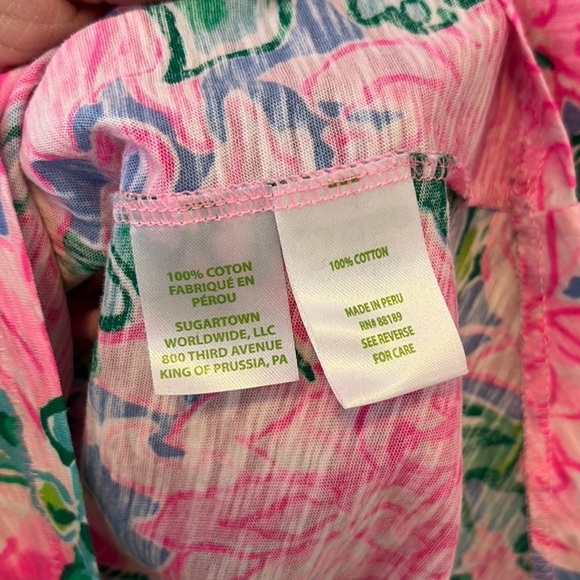 100% COTON
FABRIQUÉ EN
PÉROU
SUGARTOWN
WORLDWIDE, LLC
800 THIRD AVENUE
KING OF PRUSSIA, PA
100% COTTON
MADE IN PERU
RN# 88189
SEE REVERSE
FOR CARE